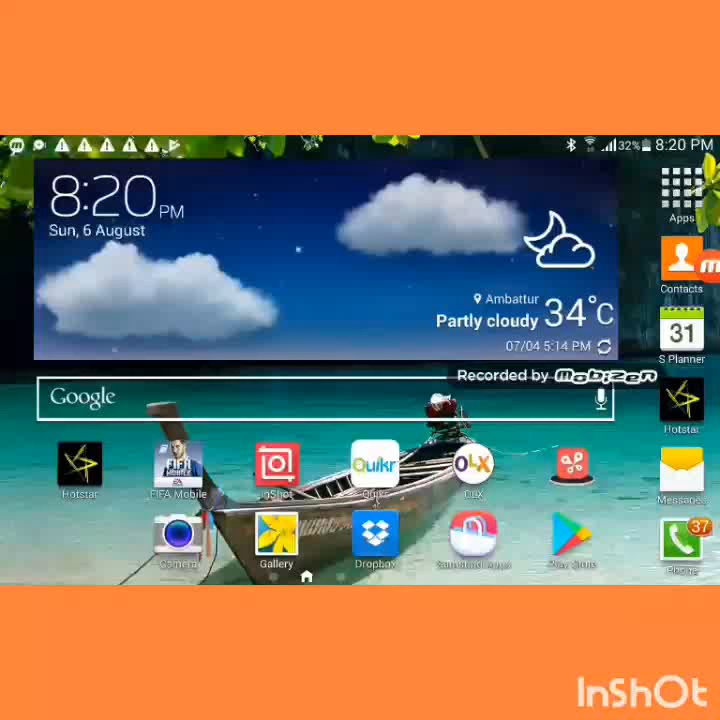 32% 8:20 PM
8:20 PM
Sun, 6 August
Ambattur
Partly cloudy 34°C
07/04 5:14 PM
Apps
Contacts
31
S Planner
Recorded by Mobizen
Google
Hotstar
Quikr
OLX
FIFA MOBILE
EA
Hotstar
FIFA Mobile
InShot
Quikr
OLX
Messages
37
Camera
Gallery
Dropbox
Samsung Apps
Play Store
Phone
InShOt